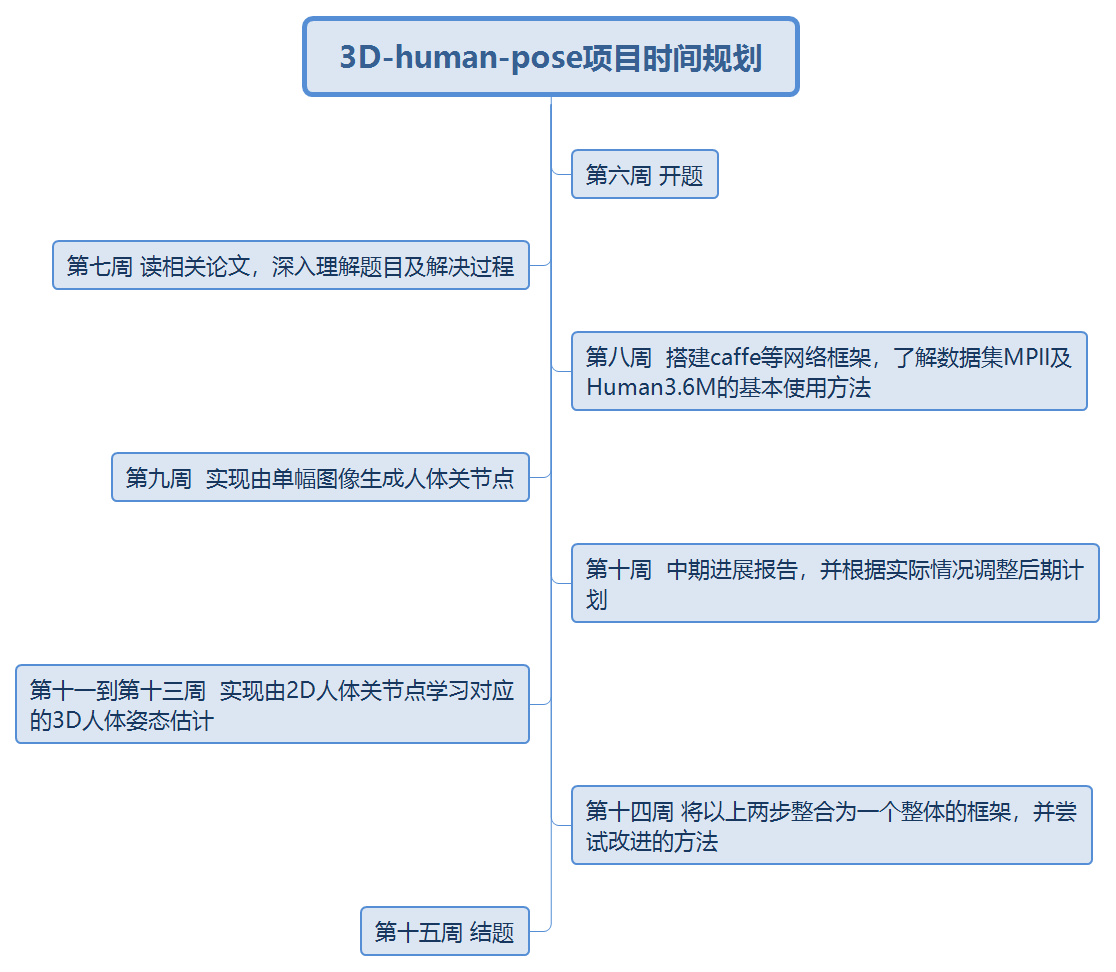 3D-human-pose项目时间规划
第六周 开题
第七周 读相关论文，深入理解题目及解决过程
第八周  搭建caffe等网络框架，了解数据集MPII及
Human3.6M的基本使用方法
第九周  实现由单幅图像生成人体关节点
第十周  中期进展报告，并根据实际情况调整后期计
划
第十一到第十三周  实现由2D人体关节点学习对应
的3D人体姿态估计
第十四周 将以上两步整合为一个整体的框架，并尝
试改进的方法
第十五周 结题